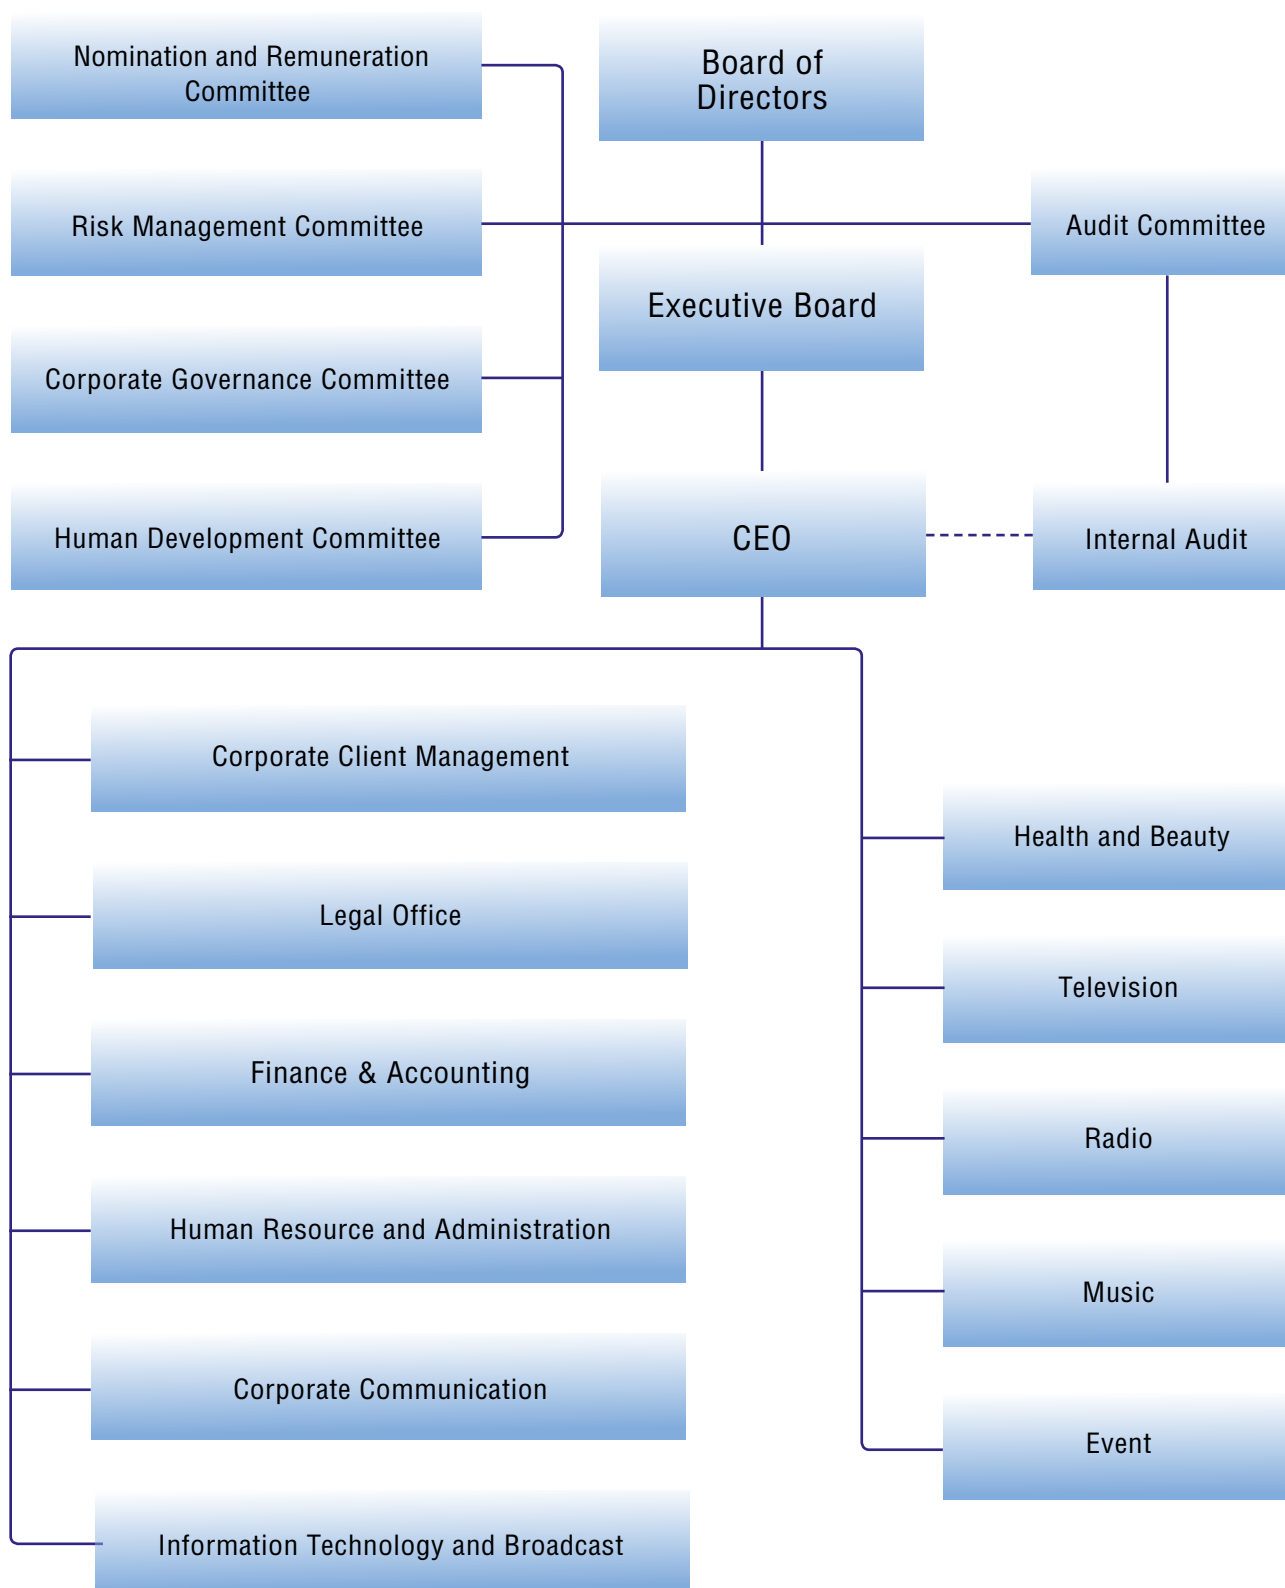 Nomination and Remuneration
Committee
Board of
Directors
Risk Management Committee
Audit Committee
Executive Board
Corporate Governance Committee
Human Development Committee
CEO
Internal Audit
Corporate Client Management
Health and Beauty
Legal Office
Television
Finance & Accounting
Radio
Human Resource and Administration
Music
Corporate Communication
Event
Information Technology and Broadcast